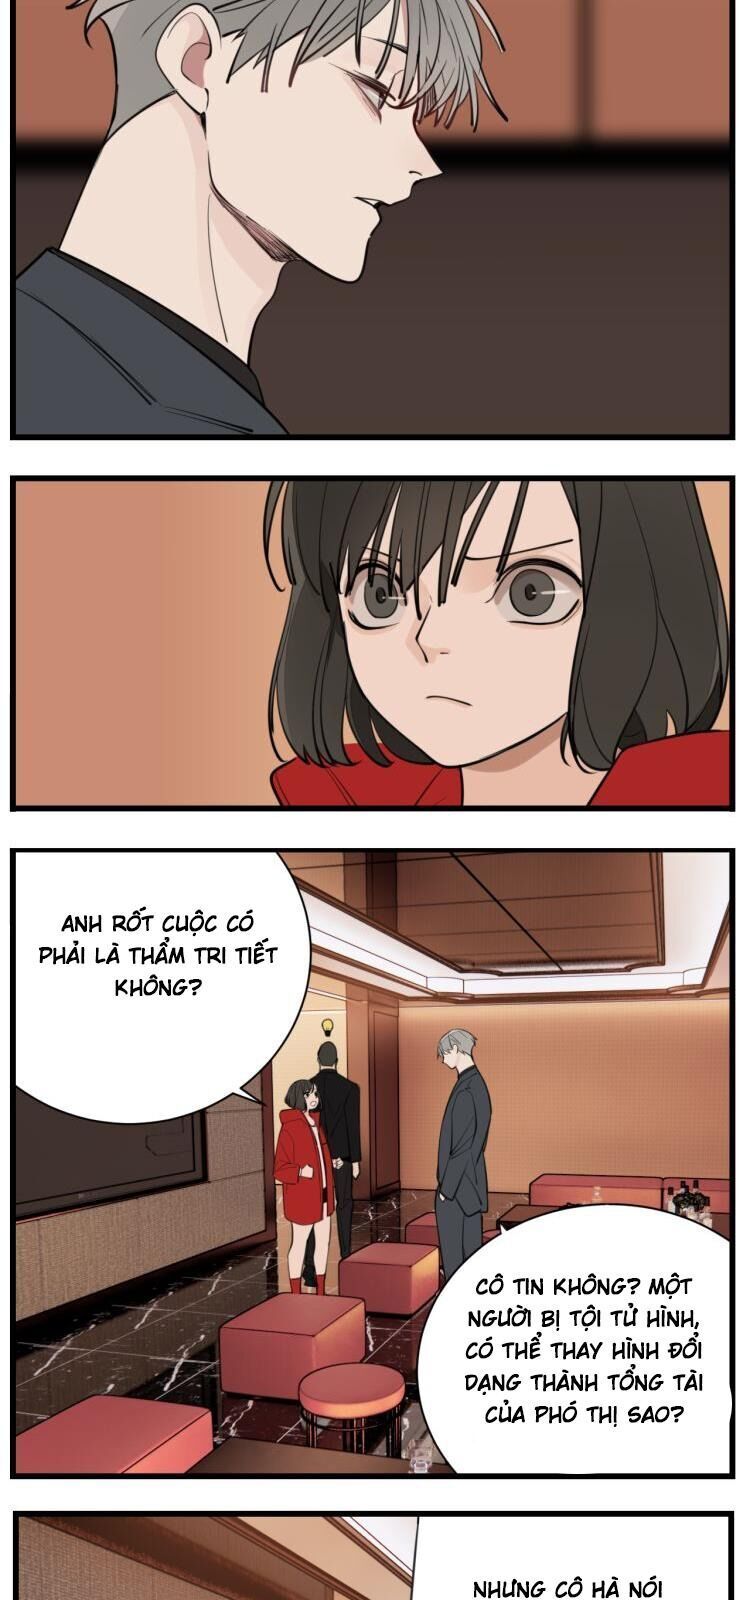 ANH RỐT CUỘC CÓ
PHẢI LÀ THẨM TRI TIẾT
KHÔNG?
CÔ TIN KHÔNG? MỘT
NGƯỜI BỊ TỘI TỬ HÌNH,
CÓ THỂ THAY HÌNH ĐỔI
DẠNG THÀNH TỔNG TÀI
CỦA PHÓ THỊ SAO?
NHƯNG CÔ HÀ NÓI